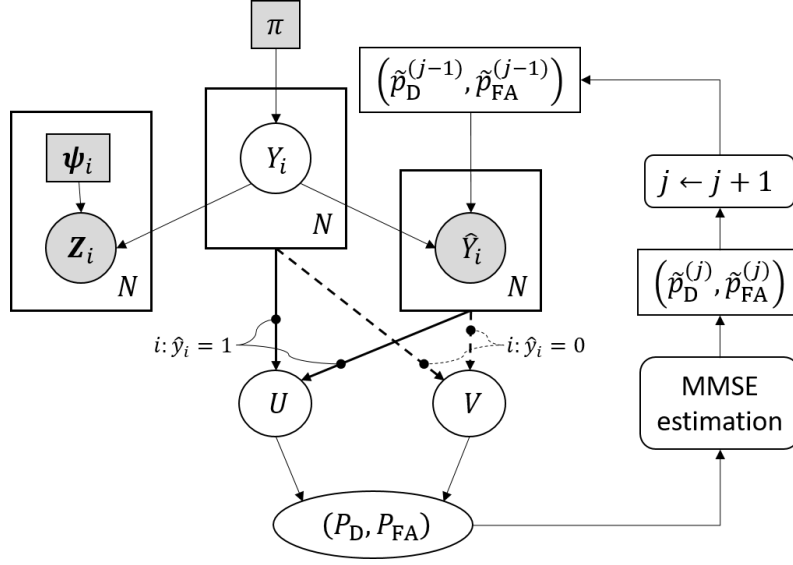 π
(p̃_D^(j−1), p̃_FA^(j−1))
𝝍_i
Y_i
j ← j + 1
N
𝒁_i
Ŷ_i
N
N
(p̃_D^(j), p̃_FA^(j))
i: ŷ_i = 1
i: ŷ_i = 0
U
V
MMSE
estimation
(P_D, P_FA)